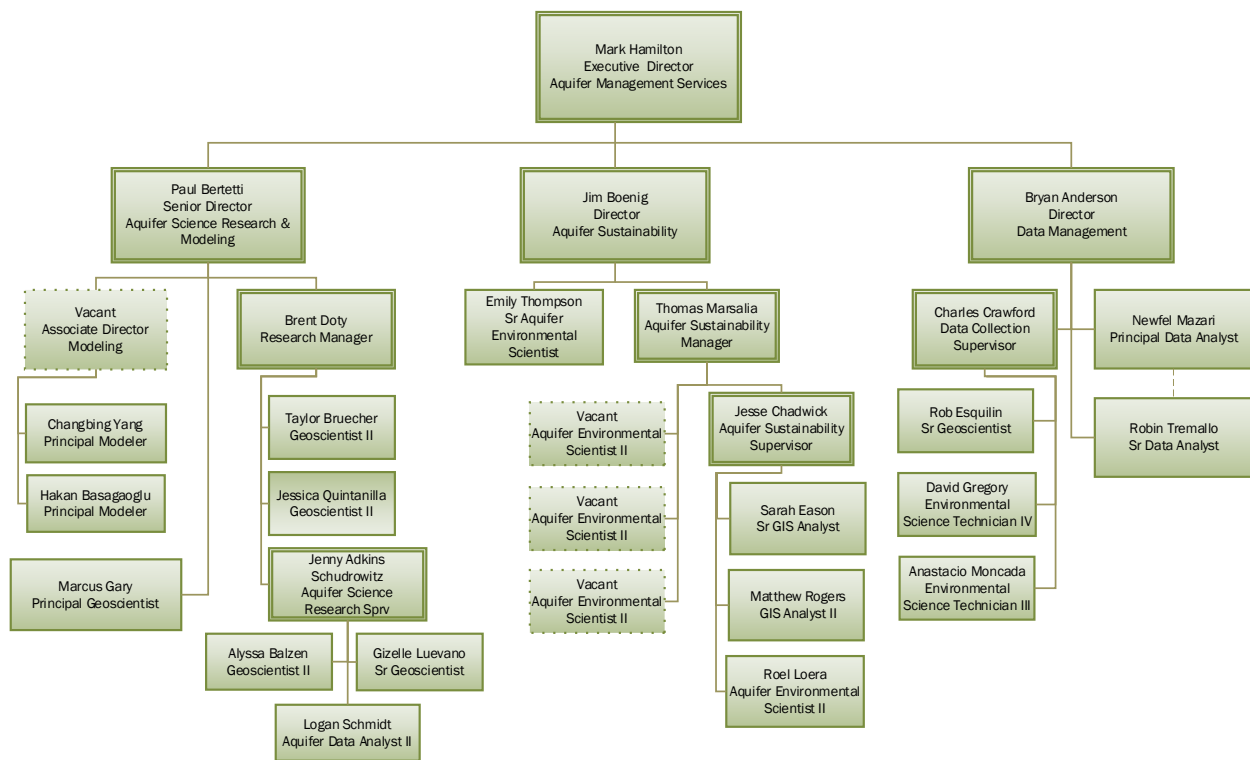 Mark Hamilton
Executive Director
Aquifer Management Services
Paul Bertetti
Senior Director
Aquifer Science Research &
Modeling
Jim Boenig
Director
Aquifer Sustainability
Bryan Anderson
Director
Data Management
Vacant
Associate Director
Modeling
Brent Doty
Research Manager
Emily Thompson
Sr Aquifer
Environmental
Scientist
Thomas Marsalia
Aquifer Sustainability
Manager
Charles Crawford
Data Collection
Supervisor
Newfel Mazari
Principal Data Analyst
Changbing Yang
Principal Modeler
Taylor Bruecher
Geoscientist II
Vacant
Aquifer Environmental
Scientist II
Jesse Chadwick
Aquifer Sustainability
Supervisor
Rob Esquilin
Sr Geoscientist
Robin Tremallo
Sr Data Analyst
Hakan Basagaoglu
Principal Modeler
Jessica Quintanilla
Geoscientist II
Vacant
Aquifer Environmental
Scientist II
Sarah Eason
Sr GIS Analyst
David Gregory
Environmental
Science Technician IV
Marcus Gary
Principal Geoscientist
Jenny Adkins
Schudrowitz
Aquifer Science
Research Sprv
Vacant
Aquifer Environmental
Scientist II
Matthew Rogers
GIS Analyst II
Anastacio Moncada
Environmental
Science Technician III
Alyssa Balzen
Geoscientist II
Gizelle Luevano
Sr Geoscientist
Roel Loera
Aquifer Environmental
Scientist II
Logan Schmidt
Aquifer Data Analyst II